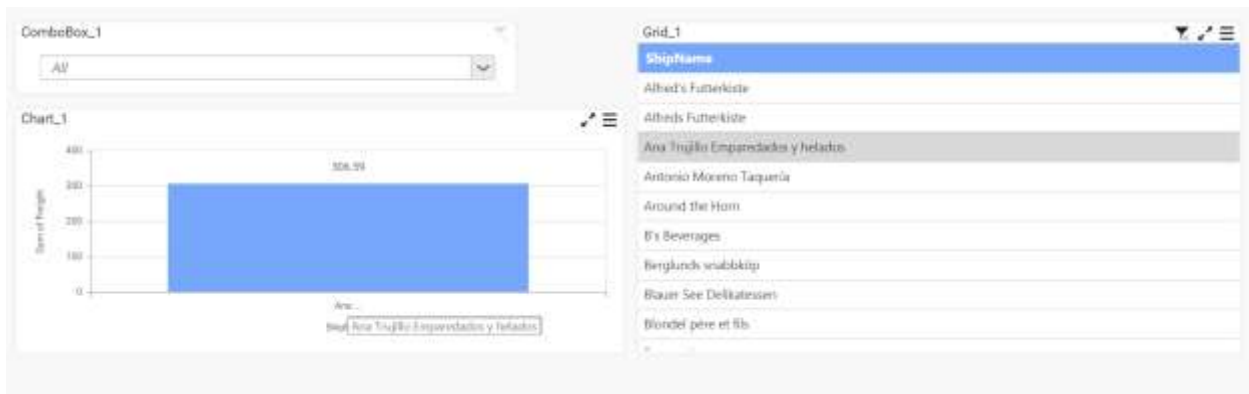 ComboBox_1
All
Chart_1
400
306.59
300
200
100
0
Sum of Freight
Ana...
Ana Trujillo Emparedados y helados
Grid_1
ShipName
Alfred's Futterkiste
Alfreds Futterkiste
Ana Trujillo Emparedados y helados
Antonio Moreno Taquería
Around the Horn
B's Beverages
Berglunds snabbköp
Blauer See Delikatessen
Blondel père et fils